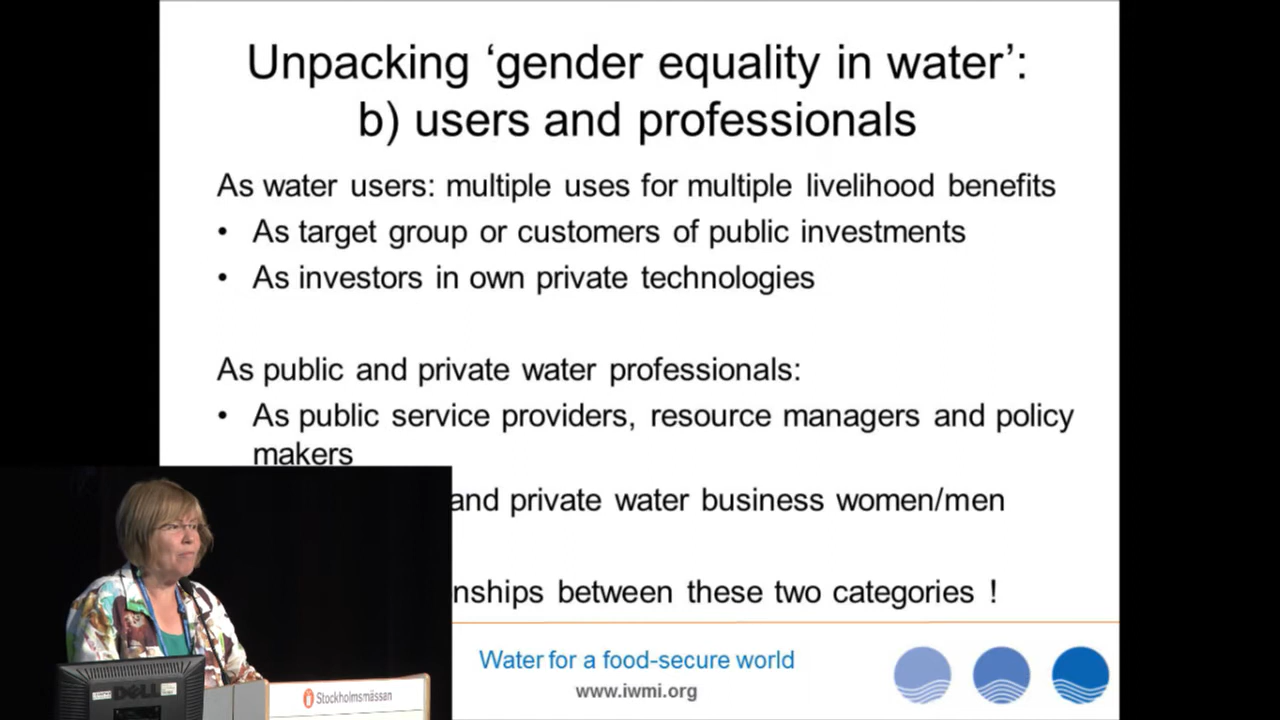 Unpacking ‘gender equality in water’:
b) users and professionals
As water users: multiple uses for multiple livelihood benefits
• As target group or customers of public investments
• As investors in own private technologies
As public and private water professionals:
• As public service providers, resource managers and policy
makers
and private water business women/men
between these two categories !
Water for a food-secure world
www.iwmi.org
DELL
Stockholmsmässan